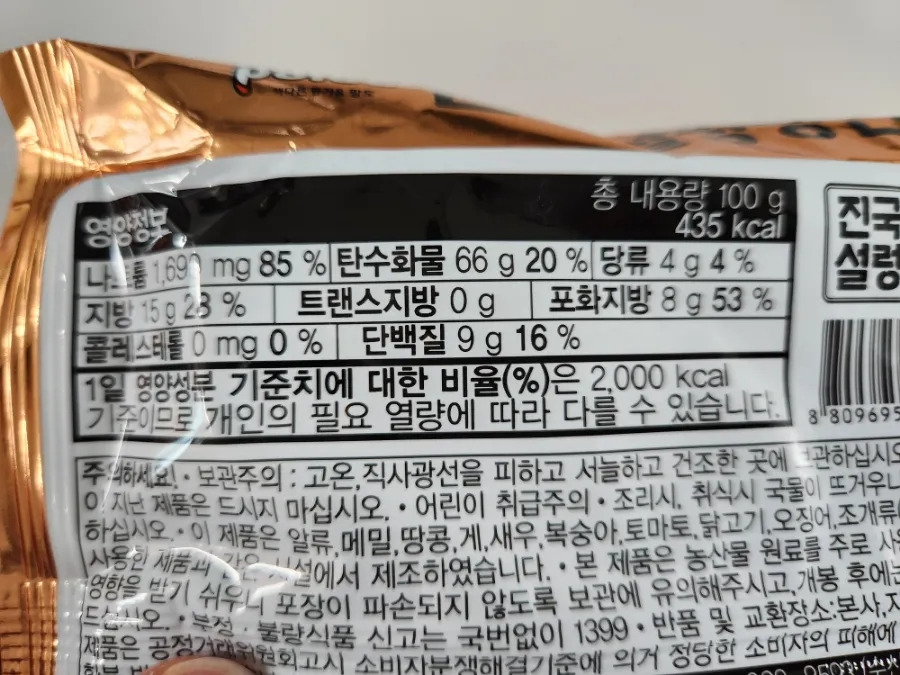 총 내용량 100 g
영양정보 435 kcal
나트륨 1,690 mg 85 % 탄수화물 66 g 20 % 당류 4 g 4 %
지방 15 g 28 % 트랜스지방 0 g 포화지방 8 g 53 %
콜레스테롤 0 mg 0 % 단백질 9 g 16 %
1일 영양성분 기준치에 대한 비율(%)은 2,000 kcal
기준이므로 개인의 필요 열량에 따라 다를 수 있습니다.
진국
설렁
8 809695
주의하세요! · 보관주의 : 고온,직사광선을 피하고 서늘하고 건조한 곳에 보관하십시오
이 지난 제품은 드시지 마십시오. · 어린이 취급주의 · 조리시, 취식시 국물이 뜨거우니
하십시오. · 이 제품은 알류,메밀,땅콩,게,새우,복숭아,토마토,닭고기,오징어,조개류(
사용한 제품과 같은 설에서 제조하였습니다. · 본 제품은 농산물 원료를 주로 사
영향을 받기 쉬우니 포장이 파손되지 않도록 보관에 유의해주시고,개봉 후에는
드십시오. · 부정 · 불량식품 신고는 국번없이 1399 · 반품 및 교환장소:본사,
제품은 공정거래위원회고시 소비자분쟁해결기준에 의거 정당한 소비자의 피해에